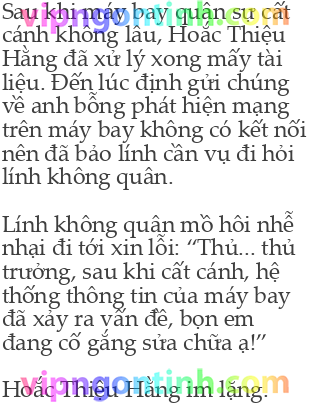 Sau khi máy bay quân sự cất
cánh không lâu, Hoắc Thiệu
Hằng đã xử lý xong mấy tài
liệu. Đến lúc định gửi chúng
về anh bỗng phát hiện mạng
trên máy bay không có kết nối
nên đã bảo lính cần vụ đi hỏi
lính không quân.
Lính không quân mồ hôi nhễ
nhại đi tới xin lỗi: “Thủ... thủ
trưởng, sau khi cất cánh, hệ
thống thông tin của máy bay
đã xảy ra vấn đề, bọn em
đang cố gắng sửa chữa ạ!”
Hoắc Thiệu Hằng im lặng.
vipngontinh.com
vipngontinh.com
vipngontinh.com
vipngontinh.com